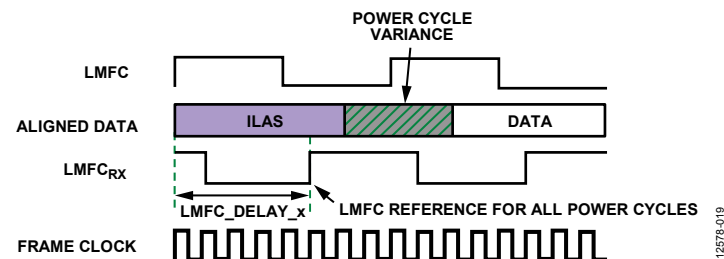 POWER CYCLE
VARIANCE
LMFC
ALIGNED DATA
ILAS
DATA
LMFCRX
LMFC_DELAY_x
LMFC REFERENCE FOR ALL POWER CYCLES
FRAME CLOCK
12578-019